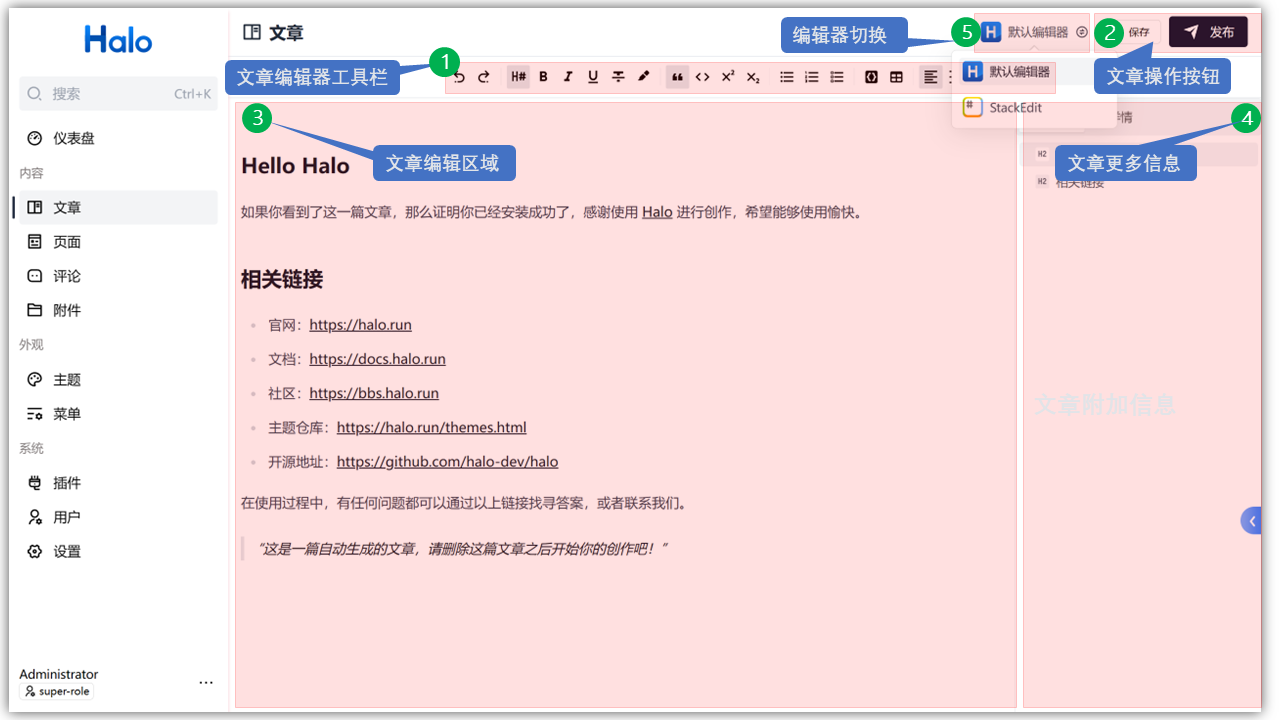 Halo
搜索 Ctrl+K
仪表盘
内容
文章
页面
评论
附件
外观
主题
菜单
系统
插件
用户
设置
Administrator
super-role
文章
编辑器切换
5
H 默认编辑器
2
保存
发布
文章编辑器工具栏
1
H# B I U
x² x₂
H 默认编辑器
文章操作按钮
# StackEdit
3
文章编辑区域
4
情
文章更多信息
H2
H2 相关链接
Hello Halo
如果你看到了这一篇文章，那么证明你已经安装成功了，感谢使用 Halo 进行创作，希望能够使用愉快。
相关链接
官网：https://halo.run
文档：https://docs.halo.run
社区：https://bbs.halo.run
主题仓库：https://halo.run/themes.html
开源地址：https://github.com/halo-dev/halo
文章附加信息
在使用过程中，有任何问题都可以通过以上链接找寻答案，或者联系我们。
“这是一篇自动生成的文章，请删除这篇文章之后开始你的创作吧！”